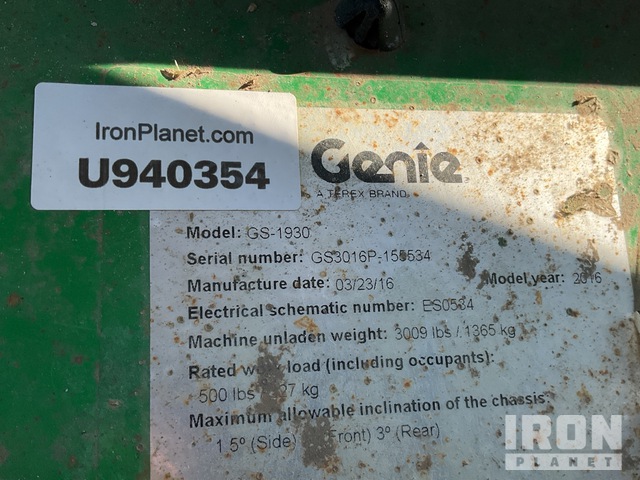 IronPlanet.com
U940354
Genie
A TEREX BRAND
Model: GS-1930
Serial number: GS3016P-
Manufacture date: 03/23/16 Model year: 2016
Electrical schematic number: ES0534
Machine unladen weight: 3009 lbs / 1365 kg
Rated work load (including occupants):
500 lbs / kg
Maximum allowable inclination of the chassis:
1.5° (Side) Front) 3° (Rear)
IRON
PLANET